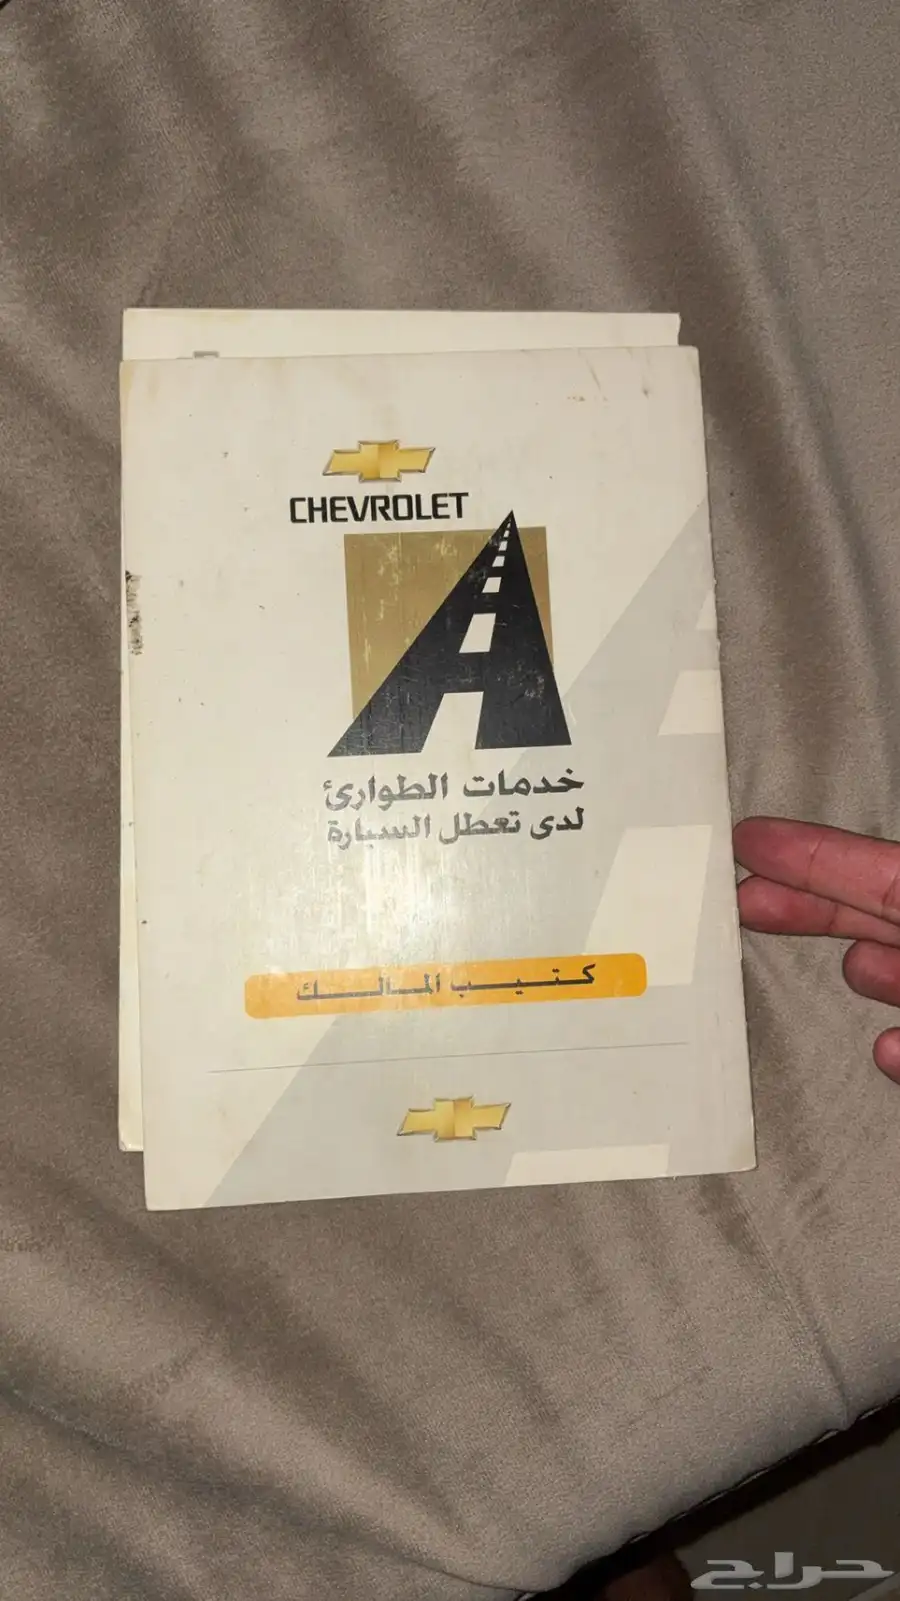 CHEVROLET
خدمات الطوارئ
لدى تعطل السيارة
كتيب المالك
حراج